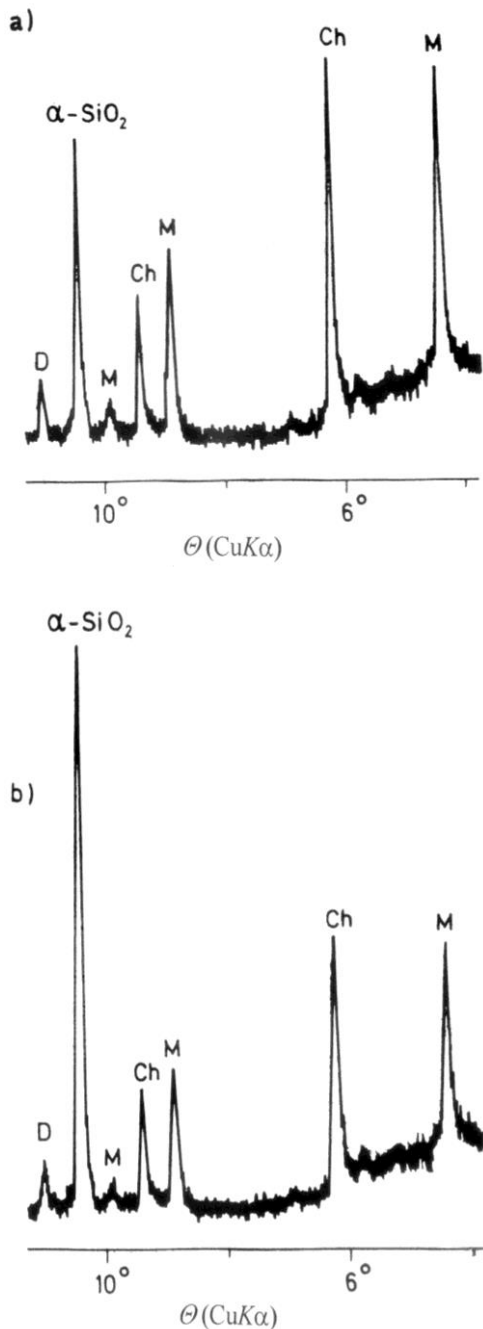 a)
Ch
M
α-SiO₂
M
Ch
D
M
10° 6°
Θ(CuKα)
α-SiO₂
b)
Ch
M
M
Ch
D
M
10° 6°
Θ(CuKα)